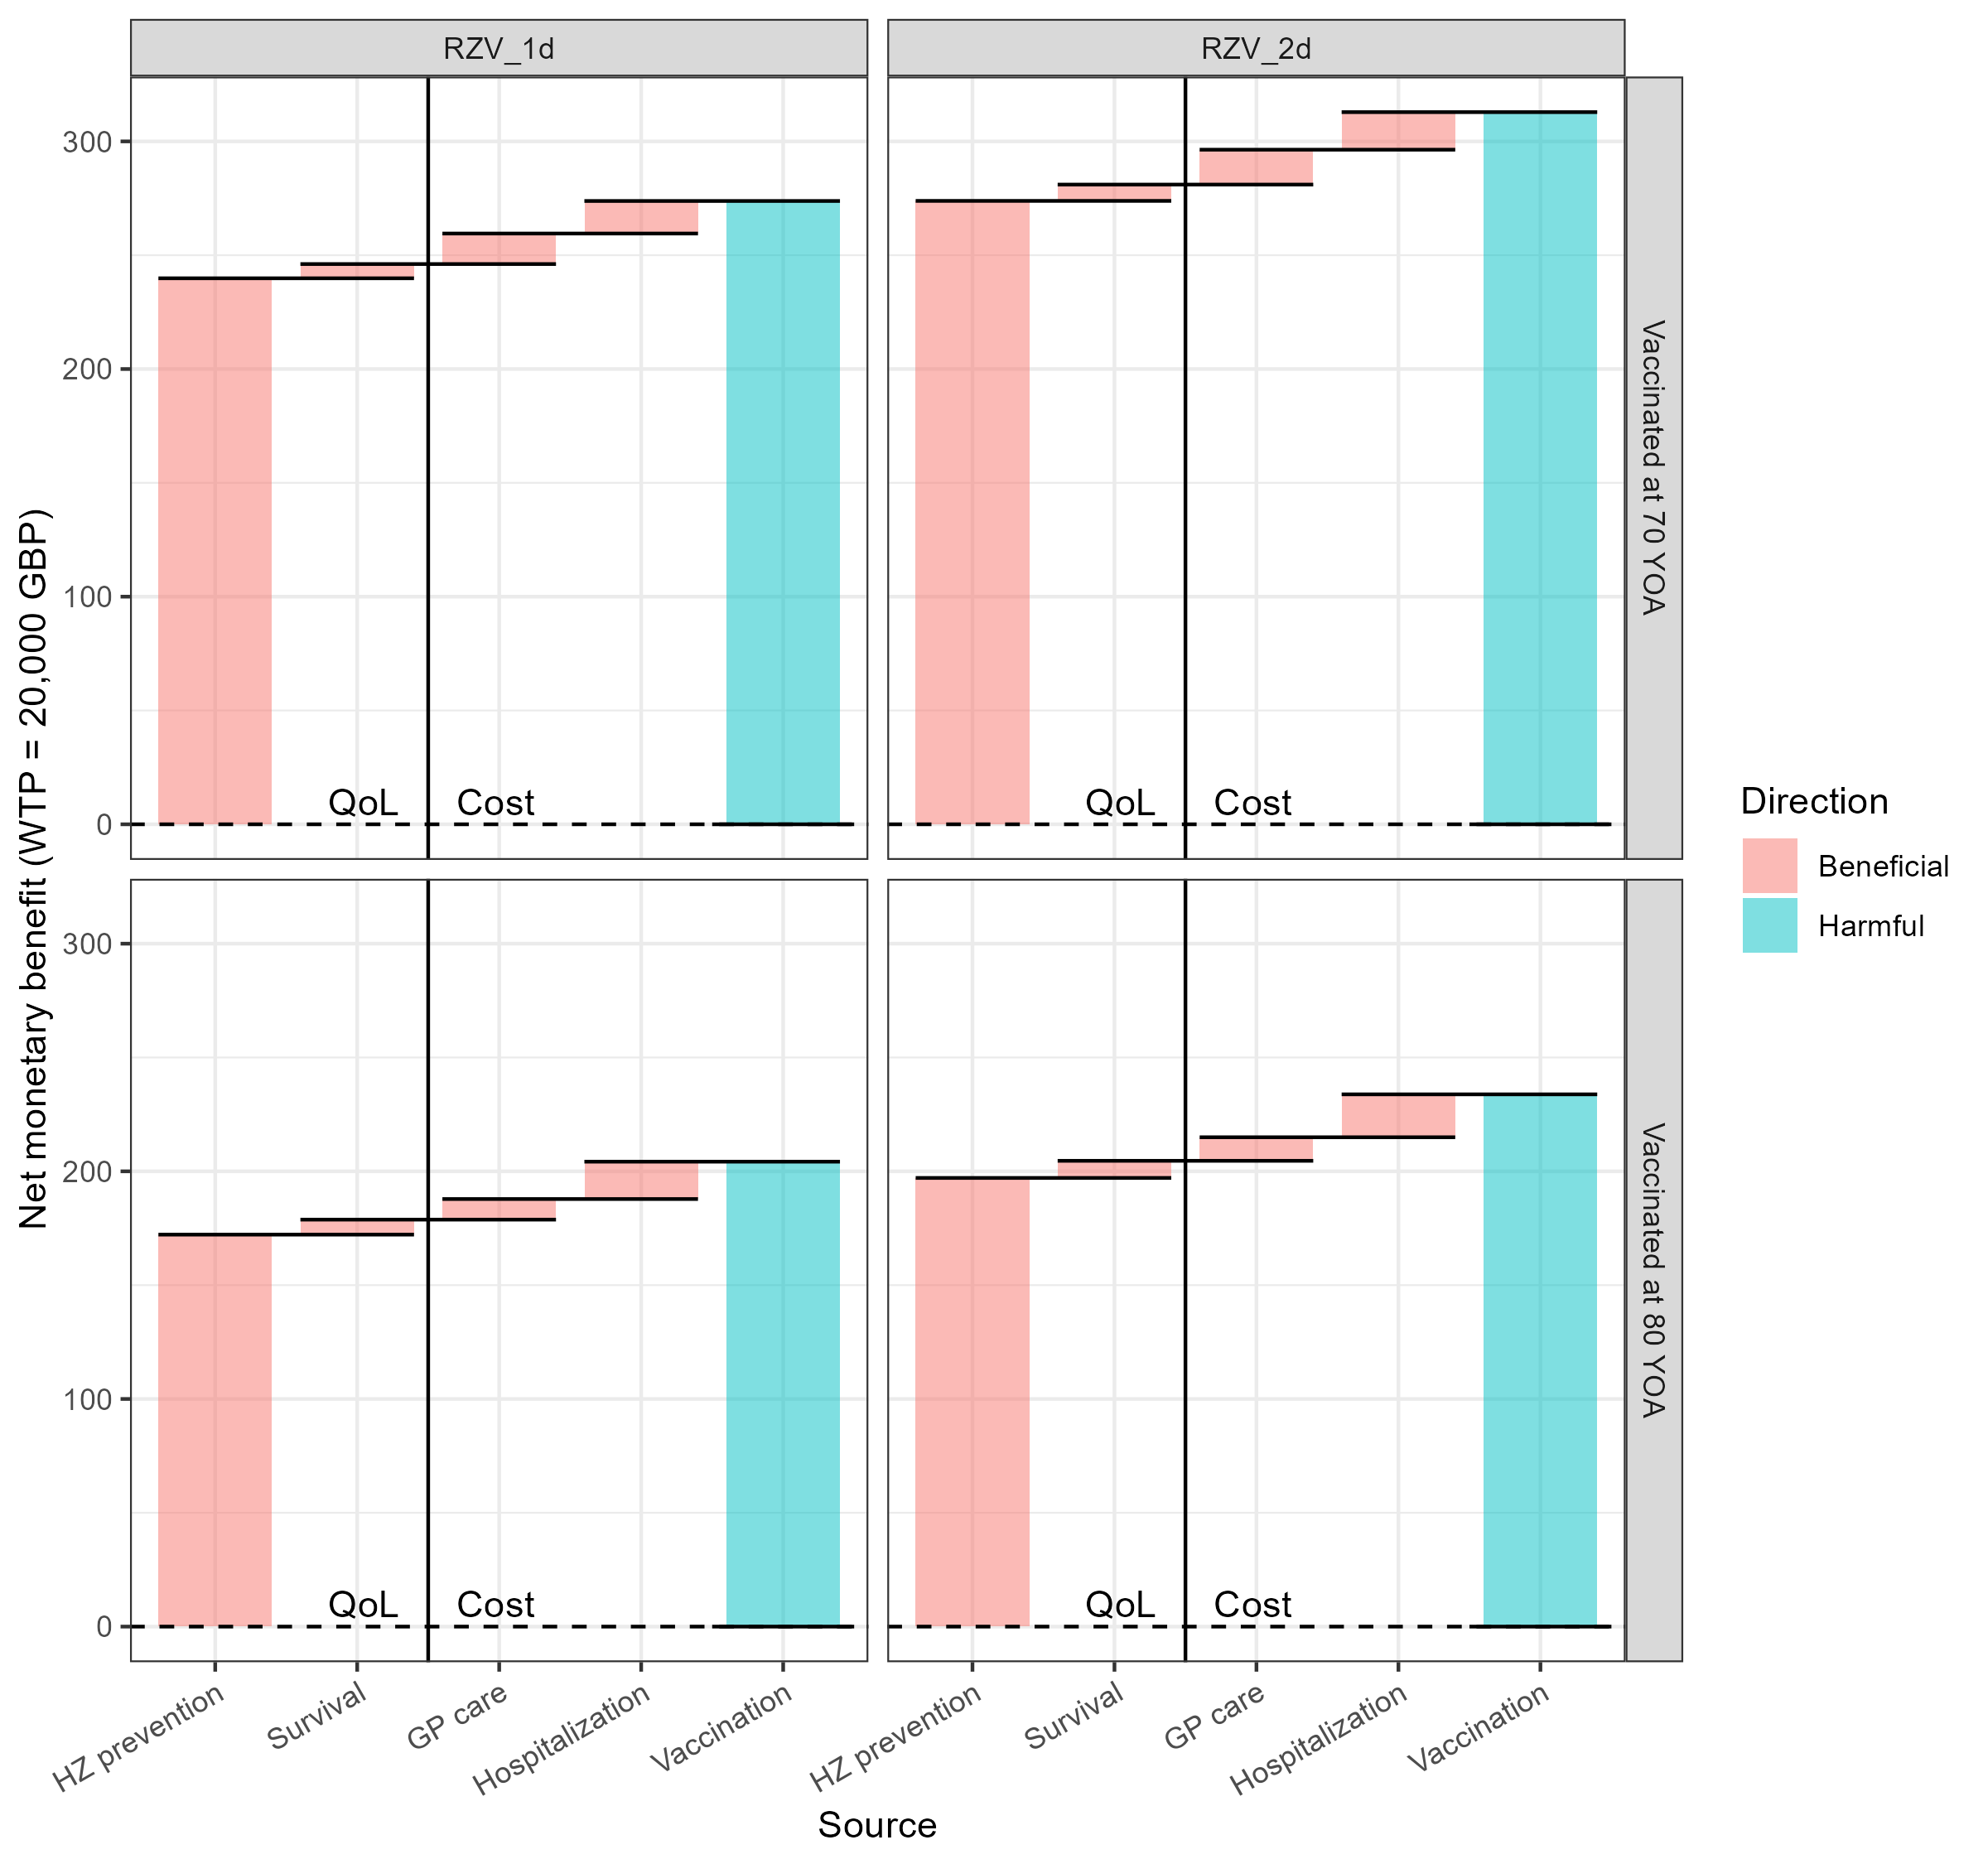 RZV_1d
RZV_2d
Net monetary benefit (WTP = 20,000 GBP)
300
200
100
0
QoL
Cost
QoL
Cost
Vaccinated at 70 YOA
300
200
100
0
QoL
Cost
QoL
Cost
Vaccinated at 80 YOA
HZ prevention
Survival
GP care
Hospitalization
Vaccination
HZ prevention
Survival
GP care
Hospitalization
Vaccination
Source
Direction
Beneficial
Harmful